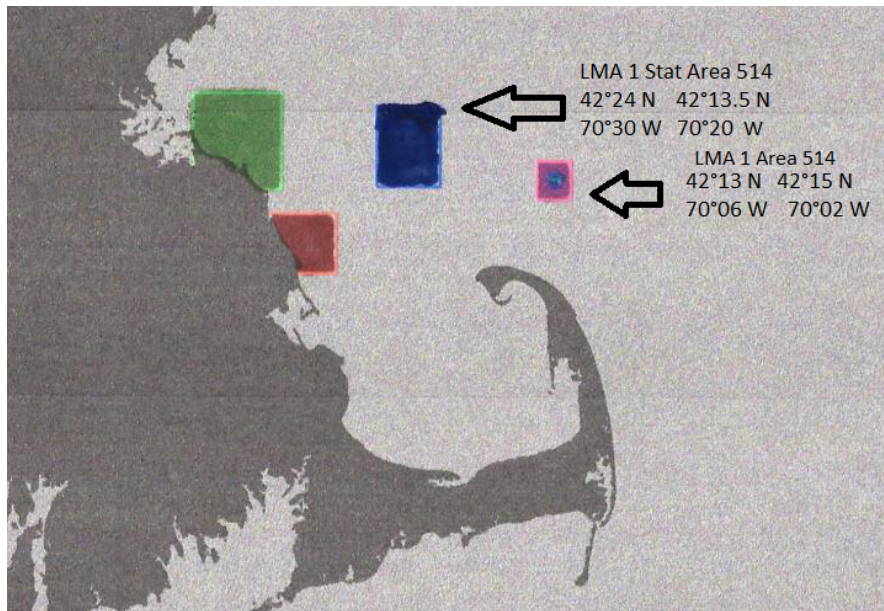 LMA 1 Stat Area 514
42°24 N 42°13.5 N
70°30 W 70°20 W
LMA 1 Area 514
42°13 N 42°15 N
70°06 W 70°02 W